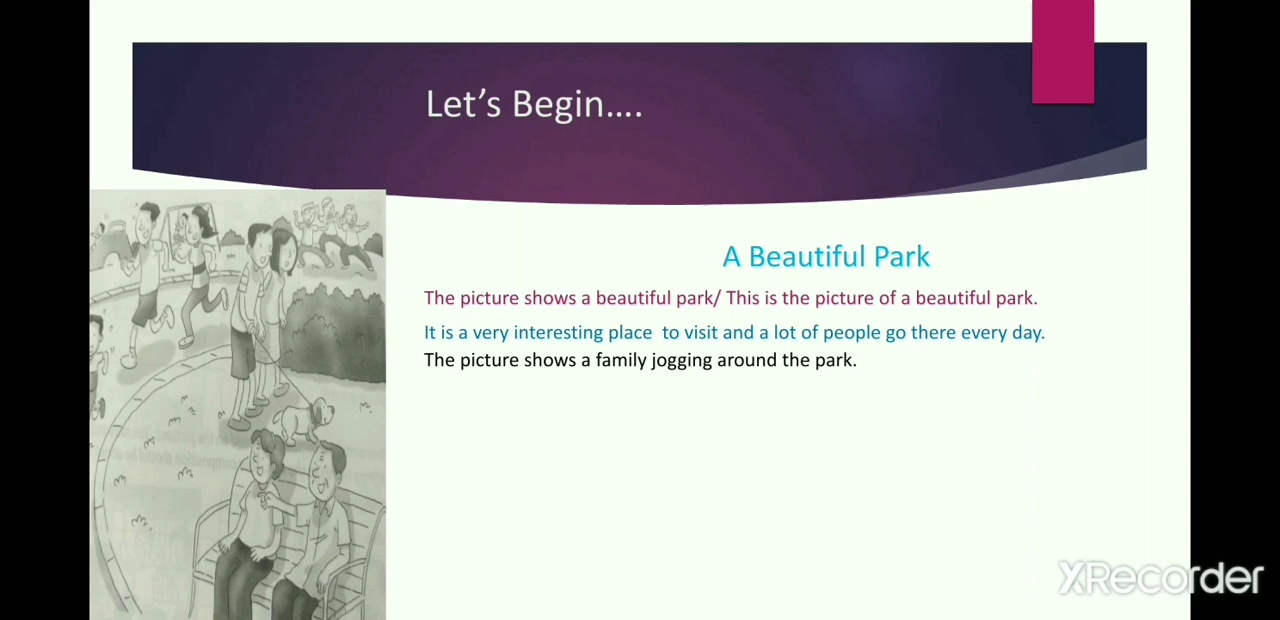 Let’s Begin….
A Beautiful Park
The picture shows a beautiful park/ This is the picture of a beautiful park.
It is a very interesting place  to visit and a lot of people go there every day.
The picture shows a family jogging around the park.
XRecorder